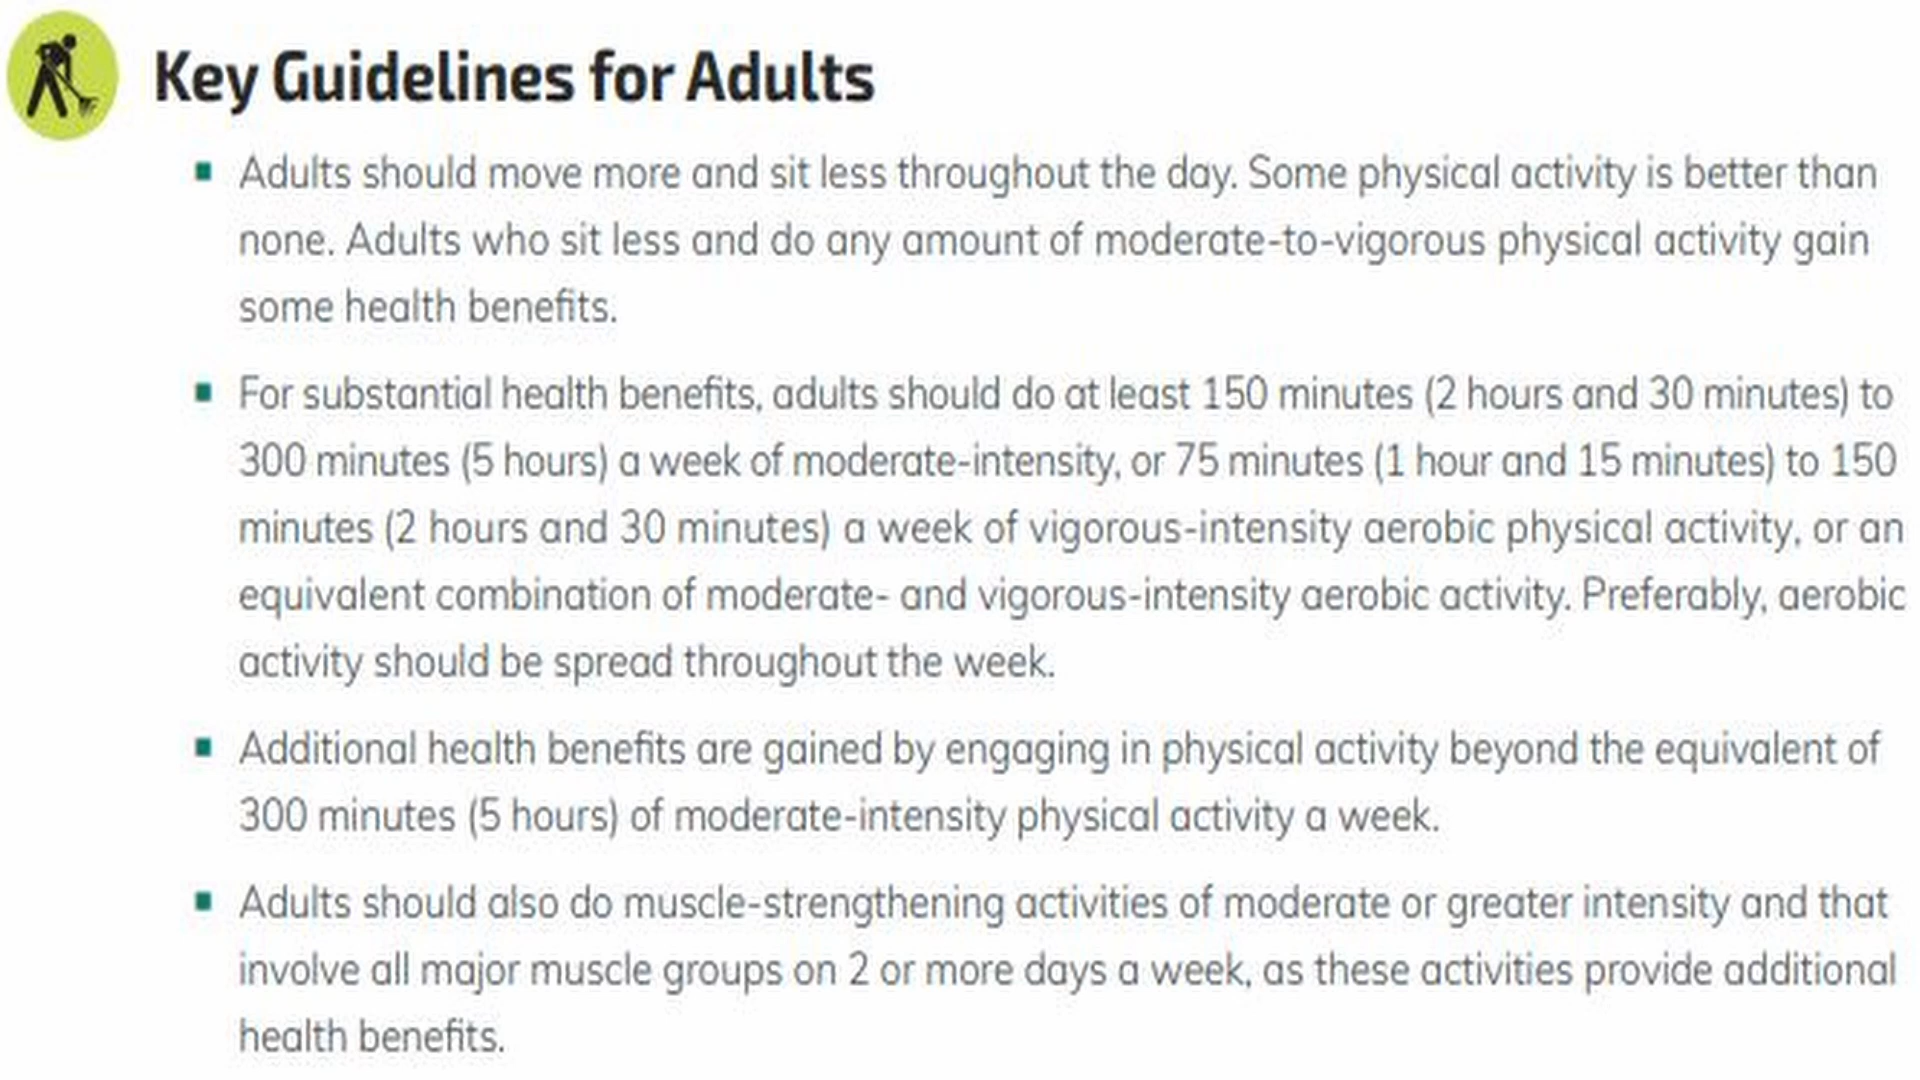 Key Guidelines for Adults
Adults should move more and sit less throughout the day. Some physical activity is better than
none. Adults who sit less and do any amount of moderate-to-vigorous physical activity gain
some health benefits.
For substantial health benefits, adults should do at least 150 minutes (2 hours and 30 minutes) to
300 minutes (5 hours) a week of moderate-intensity, or 75 minutes (1 hour and 15 minutes) to 150
minutes (2 hours and 30 minutes) a week of vigorous-intensity aerobic physical activity, or an
equivalent combination of moderate- and vigorous-intensity aerobic activity. Preferably, aerobic
activity should be spread throughout the week.
Additional health benefits are gained by engaging in physical activity beyond the equivalent of
300 minutes (5 hours) of moderate-intensity physical activity a week.
Adults should also do muscle-strengthening activities of moderate or greater intensity and that
involve all major muscle groups on 2 or more days a week, as these activities provide additional
health benefits.